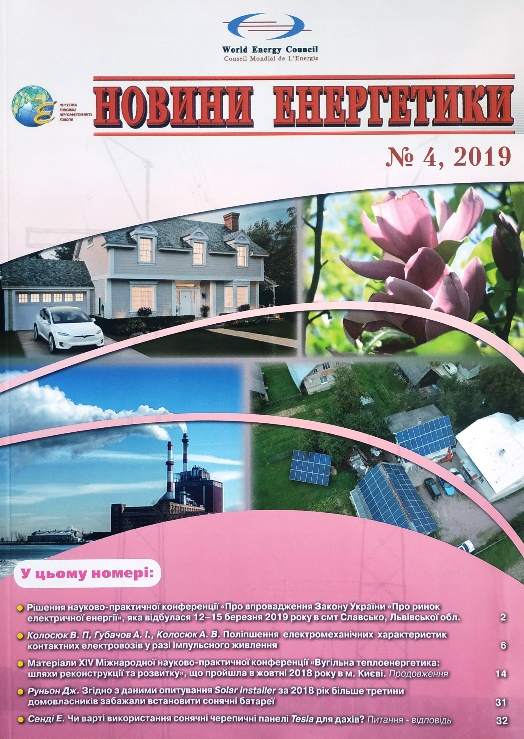 World Energy Council
Conseil Mondial de L'Energie
НОВИНИ ЕНЕРГЕТИКИ
№ 4, 2019
У цьому номері:
Рішення науково-практичної конференції «Про впровадження Закону України «Про ринок
електричної енергії», яка відбулася 12– 15 березня 2019 року в смт Славсько, Львівської обл. 2
Колосюк В. П, Ґубачов А. І., Колосюк А. В. Поліпшення електромеханічних характеристик
контактних електровозів у разі імпульсного живлення 6
Матеріали XIV Міжнародної науково-практичної конференції «Вугільна теплоенергетика:
шляхи реконструкції та розвитку», що пройшла в жовтні 2018 року в м. Києві. Продовження 14
Руньон Дж. Згідно з даними опитування Solar installer за 2018 рік більше третини
домовласників забажали встановити сонячні батареї 31
Сенді Е. Чи варті використання сонячні черепичні панелі Tesla для дахів? Питання - відповідь 32